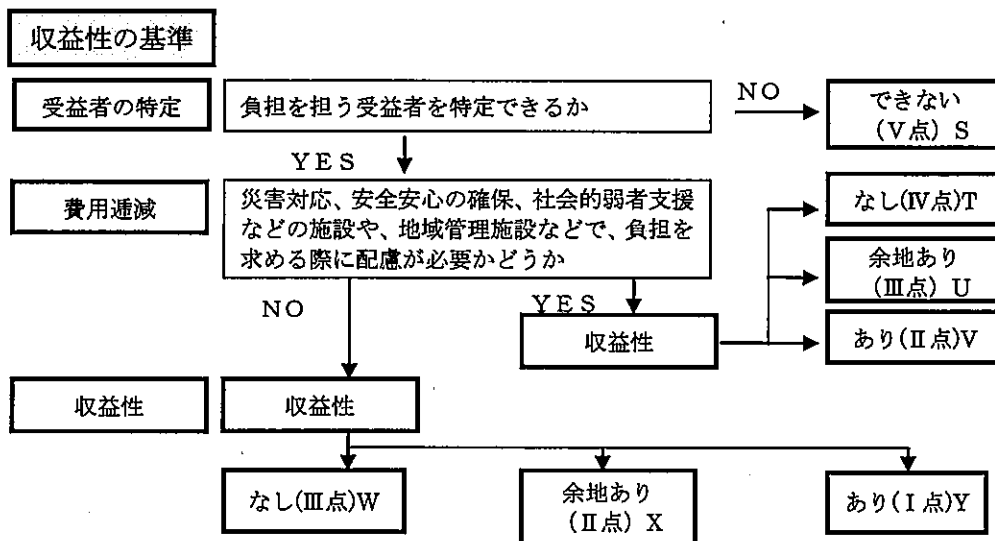 収益性の基準
受益者の特定
負担を担う受益者を特定できるか
NO
できない
(Ⅴ点) S
YES
費用逓減
災害対応、安全安心の確保、社会的弱者支援
などの施設や、地域管理施設などで、負担を
求める際に配慮が必要かどうか
なし(Ⅳ点)T
余地あり
(Ⅲ点) U
あり(Ⅱ点)V
NO
YES
収益性
収益性
収益性
なし(Ⅲ点)W
余地あり
(Ⅱ点) X
あり(Ⅰ点)Y